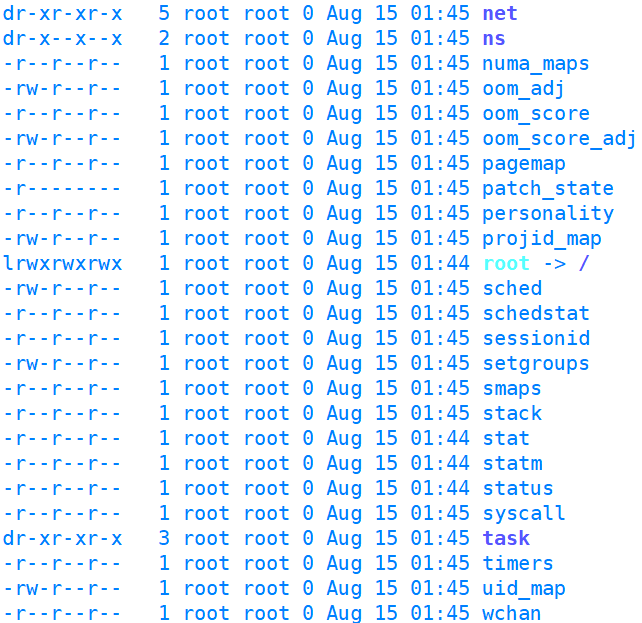 dr-xr-xr-x   5 root root 0 Aug 15 01:45 net
dr-x--x--x   2 root root 0 Aug 15 01:45 ns
-r--r--r--   1 root root 0 Aug 15 01:45 numa_maps
-rw-r--r--   1 root root 0 Aug 15 01:45 oom_adj
-r--r--r--   1 root root 0 Aug 15 01:45 oom_score
-rw-r--r--   1 root root 0 Aug 15 01:45 oom_score_adj
-r--r--r--   1 root root 0 Aug 15 01:45 pagemap
-r--------   1 root root 0 Aug 15 01:45 patch_state
-r--r--r--   1 root root 0 Aug 15 01:45 personality
-rw-r--r--   1 root root 0 Aug 15 01:45 projid_map
lrwxrwxrwx   1 root root 0 Aug 15 01:44 root -> /
-rw-r--r--   1 root root 0 Aug 15 01:45 sched
-r--r--r--   1 root root 0 Aug 15 01:45 schedstat
-r--r--r--   1 root root 0 Aug 15 01:45 sessionid
-rw-r--r--   1 root root 0 Aug 15 01:45 setgroups
-r--r--r--   1 root root 0 Aug 15 01:45 smaps
-r--r--r--   1 root root 0 Aug 15 01:45 stack
-r--r--r--   1 root root 0 Aug 15 01:44 stat
-r--r--r--   1 root root 0 Aug 15 01:44 statm
-r--r--r--   1 root root 0 Aug 15 01:44 status
-r--r--r--   1 root root 0 Aug 15 01:45 syscall
dr-xr-xr-x   3 root root 0 Aug 15 01:45 task
-r--r--r--   1 root root 0 Aug 15 01:45 timers
-rw-r--r--   1 root root 0 Aug 15 01:45 uid_map
-r--r--r--   1 root root 0 Aug 15 01:45 wchan